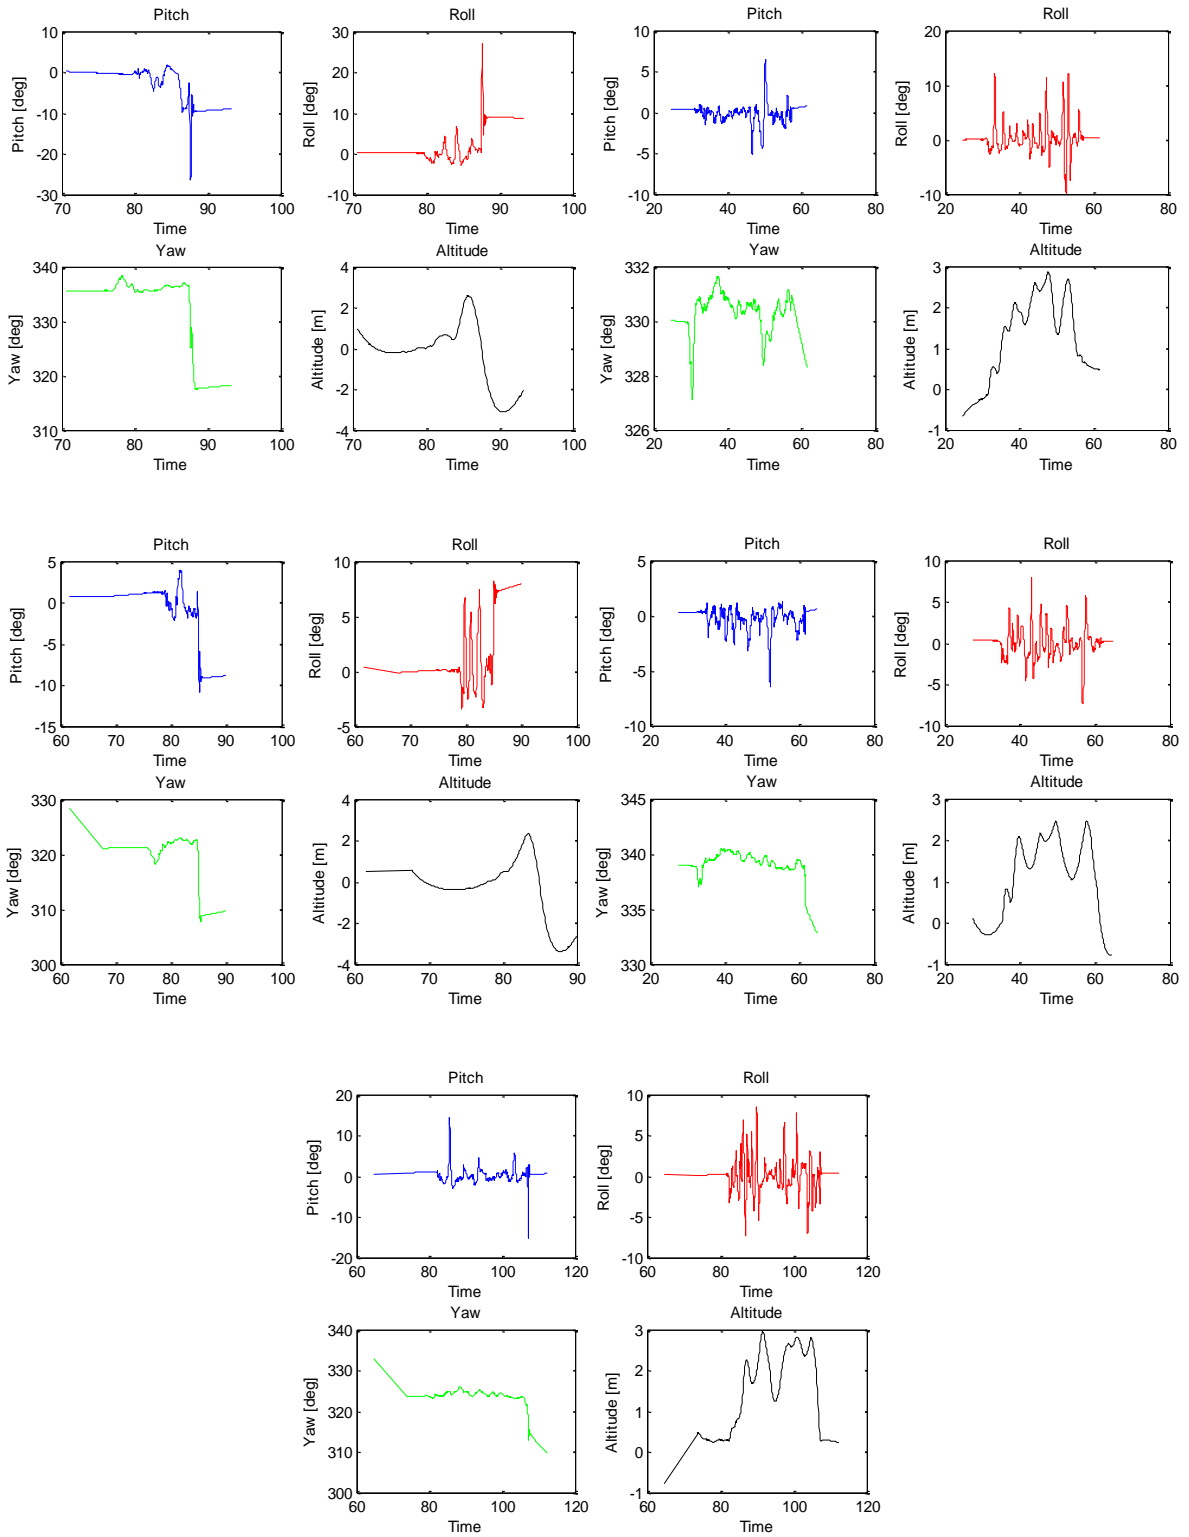 Pitch
Roll
Pitch
Roll
10
0
-10
-20
-30
Pitch [deg]
70 80 90 100
Time
30
20
10
0
-10
Roll [deg]
70 80 90 100
Time
10
5
0
-5
-10
Pitch [deg]
20 40 60 80
Time
20
10
0
-10
Roll [deg]
20 40 60 80
Time
Yaw
Altitude
Yaw
Altitude
340
330
320
310
Yaw [deg]
70 80 90 100
Time
4
2
0
-2
-4
Altitude [m]
70 80 90 100
Time
332
330
328
326
Yaw [deg]
20 40 60 80
Time
3
2
1
0
-1
Altitude [m]
20 40 60 80
Time
Pitch
Roll
Pitch
Roll
5
0
-5
-10
-15
Pitch [deg]
60 70 80 90 100
Time
10
5
0
-5
Roll [deg]
60 70 80 90 100
Time
5
0
-5
-10
Pitch [deg]
20 40 60 80
Time
10
5
0
-5
-10
Roll [deg]
20 40 60 80
Time
Yaw
Altitude
Yaw
Altitude
330
320
310
300
Yaw [deg]
60 70 80 90 100
Time
4
2
0
-2
-4
Altitude [m]
60 70 80 90
Time
345
340
335
330
Yaw [deg]
20 40 60 80
Time
3
2
1
0
-1
Altitude [m]
20 40 60 80
Time
Pitch
Roll
20
10
0
-10
-20
Pitch [deg]
60 80 100 120
Time
10
5
0
-5
-10
Roll [deg]
60 80 100 120
Time
Yaw
Altitude
340
330
320
310
300
Yaw [deg]
60 80 100 120
Time
3
2
1
0
-1
Altitude [m]
60 80 100 120
Time